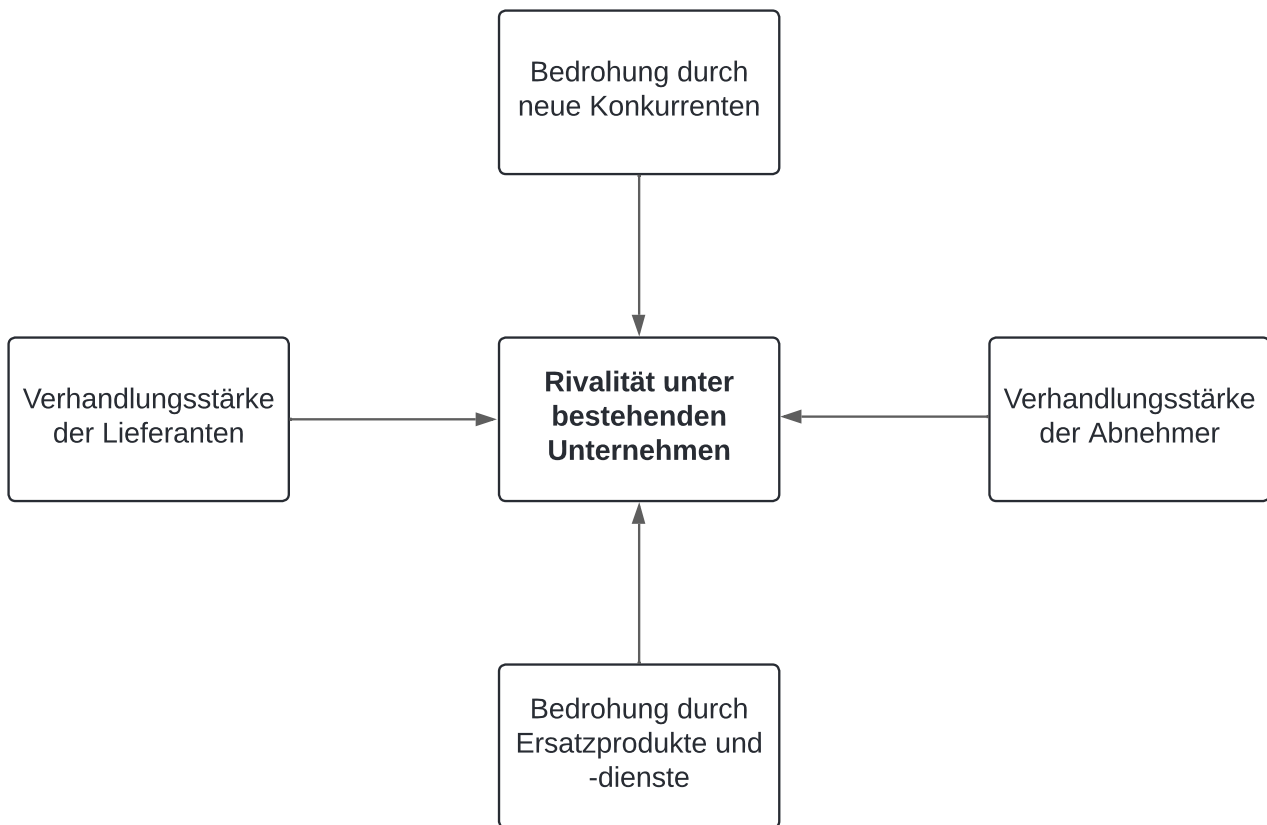 Bedrohung durch
neue Konkurrenten
Verhandlungsstärke
der Lieferanten
Rivalität unter
bestehenden
Unternehmen
Verhandlungsstärke
der Abnehmer
Bedrohung durch
Ersatzprodukte und
-dienste